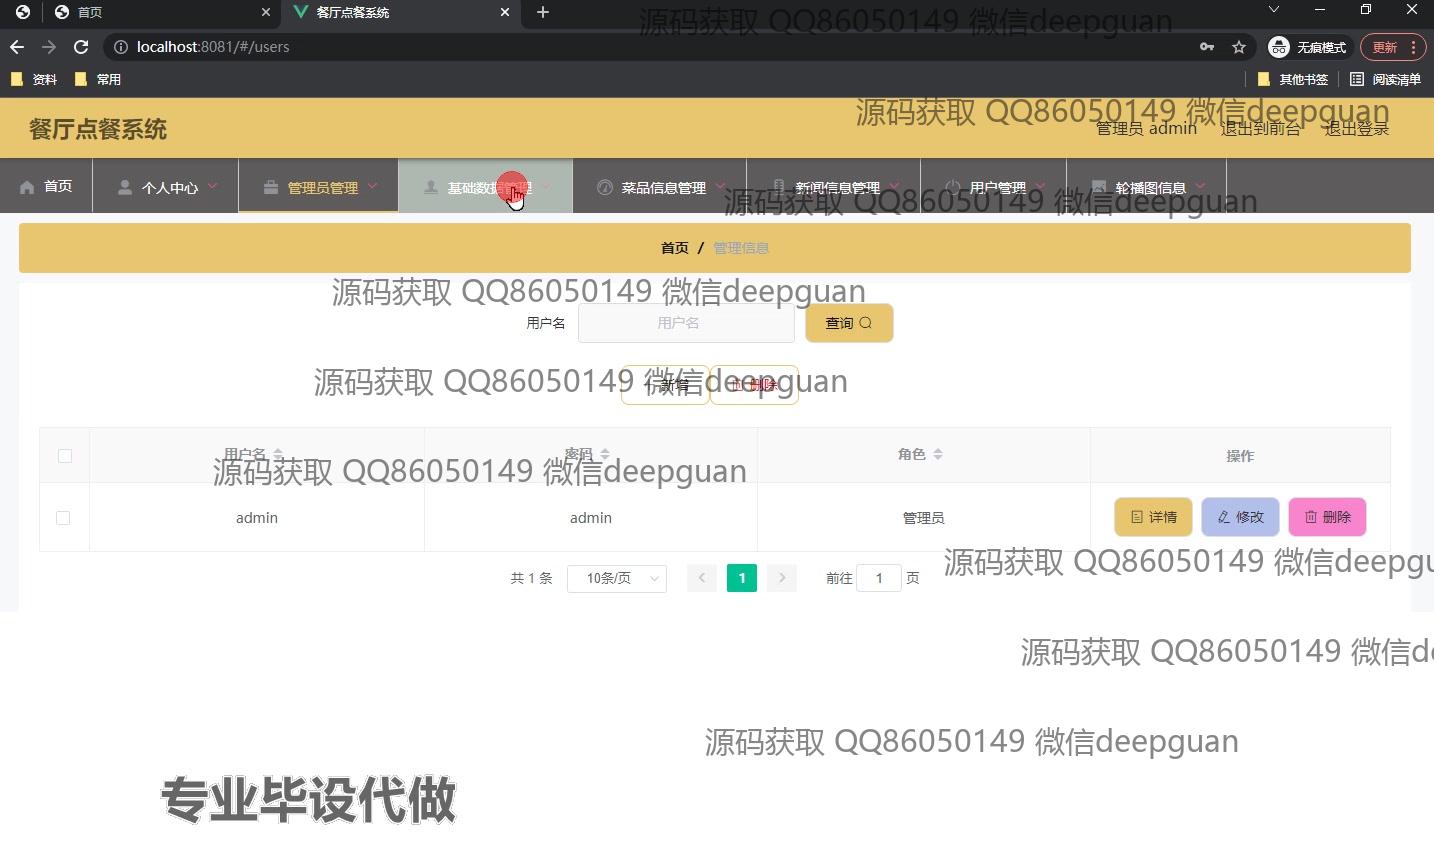 首页
餐厅点餐系统
localhost:8081/#/users
无痕模式
更新
资料
常用
其他书签
阅读清单
源码获取 QQ86050149 微信deepguan
餐厅点餐系统
源码获取 QQ86050149 微信deepguan
管理员 admin
退出到前台
退出登录
首页
个人中心
管理员管理
基础数据管理
菜品信息管理
新闻信息管理
用户管理
轮播图信息
源码获取 QQ86050149 微信deepguan
首页 / 管理信息
源码获取 QQ86050149 微信deepguan
用户名
用户名
查询
源码获取 QQ86050149 微信deepguan
+ 新增
删除
用户名
密码
角色
操作
源码获取 QQ86050149 微信deepguan
admin
admin
管理员
详情
修改
删除
源码获取 QQ86050149 微信deepgu
共 1 条
10条/页
1
前往 1 页
源码获取 QQ86050149 微信de
源码获取 QQ86050149 微信deepguan
专业毕设代做